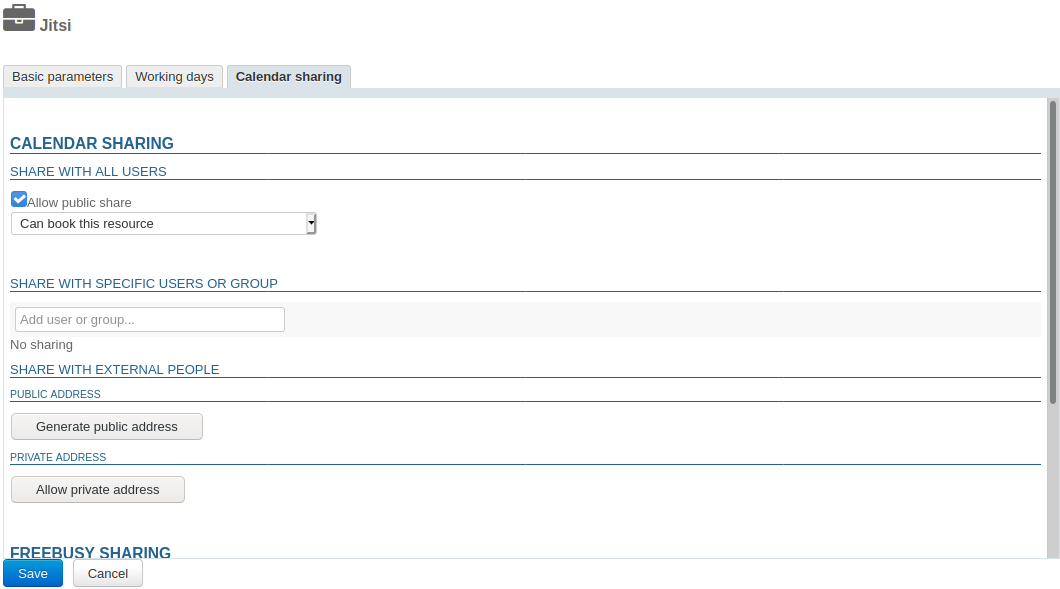 Jitsi
Basic parameters Working days Calendar sharing
CALENDAR SHARING
SHARE WITH ALL USERS
Allow public share
Can book this resource
SHARE WITH SPECIFIC USERS OR GROUP
Add user or group...
No sharing
SHARE WITH EXTERNAL PEOPLE
PUBLIC ADDRESS
Generate public address
PRIVATE ADDRESS
Allow private address
FREEBUSY SHARING
Save Cancel